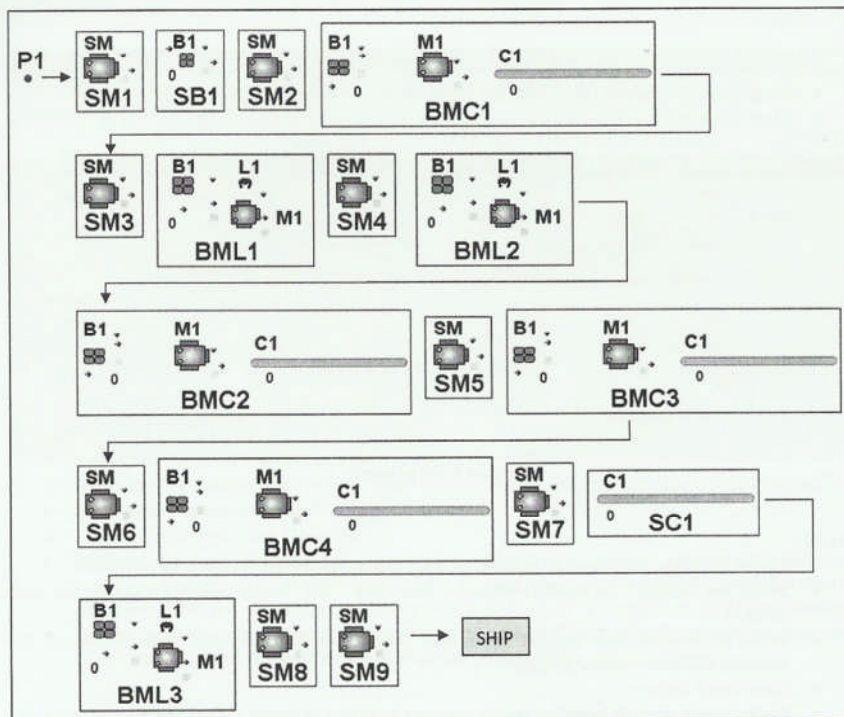 P1
SM
SM1
B1
0
SB1
SM
SM2
B1
0
M1
C1
0
BMC1
SM
SM3
B1
0
L1
M1
BML1
SM
SM4
B1
0
L1
M1
BML2
B1
0
M1
C1
0
BMC2
SM
SM5
B1
0
M1
C1
0
BMC3
SM
SM6
B1
0
M1
C1
0
BMC4
SM
SM7
C1
0
SC1
B1
0
L1
M1
BML3
SM
SM8
SM
SM9
SHIP